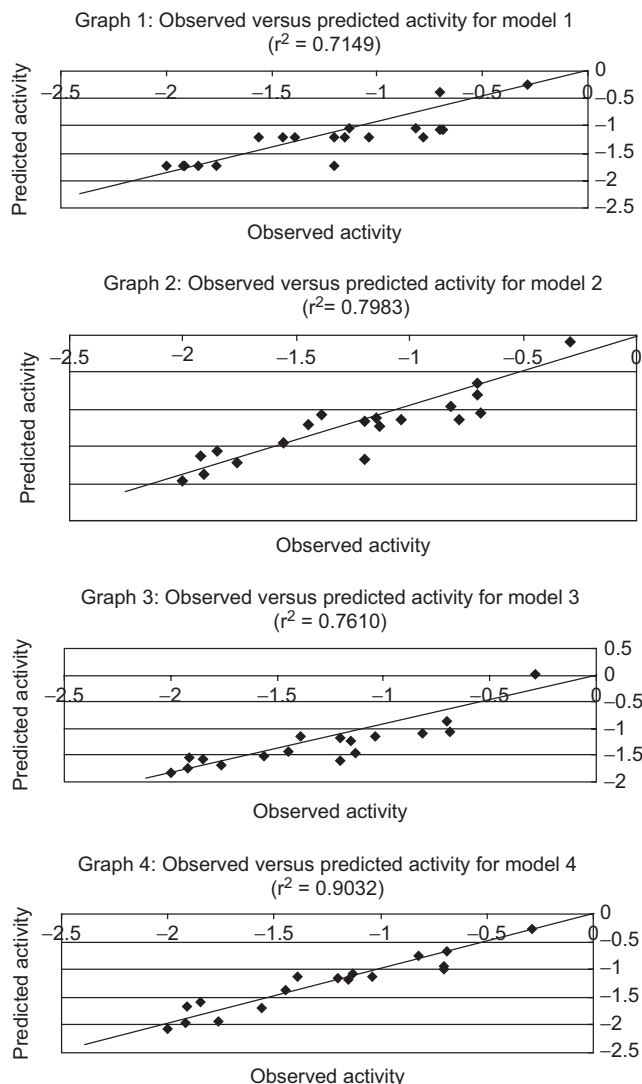 Graph 1: Observed versus predicted activity for model 1
(r² = 0.7149)
0
−2.5 −2 −1.5 −1 −0.5 0
−0.5
−1
−1.5
−2
−2.5
Predicted activity
Observed activity
Graph 2: Observed versus predicted activity for model 2
(r²= 0.7983)
−2.5 −2 −1.5 −1 −0.5 0
Predicted activity
Observed activity
Graph 3: Observed versus predicted activity for model 3
(r² = 0.7610)
0.5
0
−2.5 −2 −1.5 −1 −0.5 0
−0.5
−1
−1.5
−2
Predicted activity
Observed activity
Graph 4: Observed versus predicted activity for model 4
(r² = 0.9032)
0
−2.5 −2 −1.5 −1 −0.5 0
−0.5
−1
−1.5
−2
−2.5
Predicted activity
Observed activity